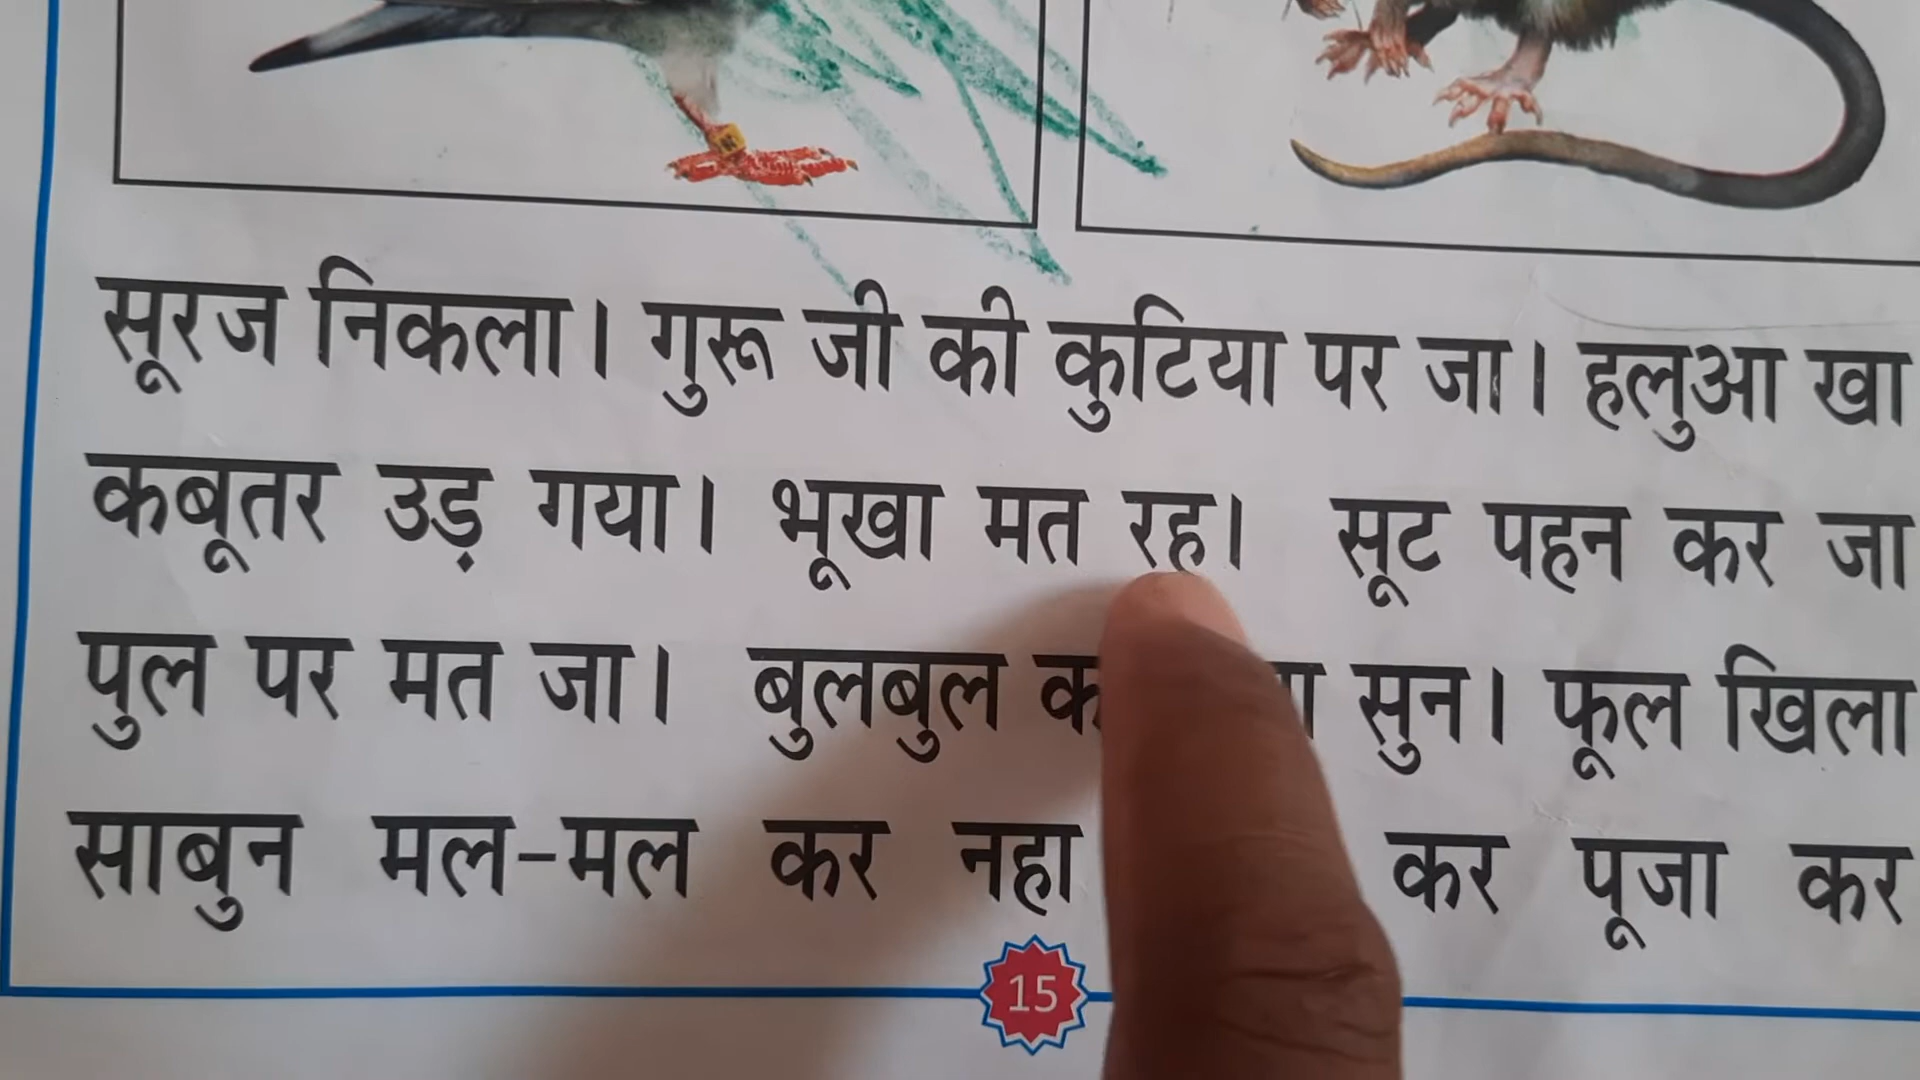 सूरज निकला। गुरू जी की कुटिया पर जा। हलुआ खा
कबूतर उड़ गया। भूखा मत रह। सूट पहन कर जा
पुल पर मत जा। बुलबुल सुन। फूल खिला
साबुन मल-मल कर नहा कर पूजा कर
15